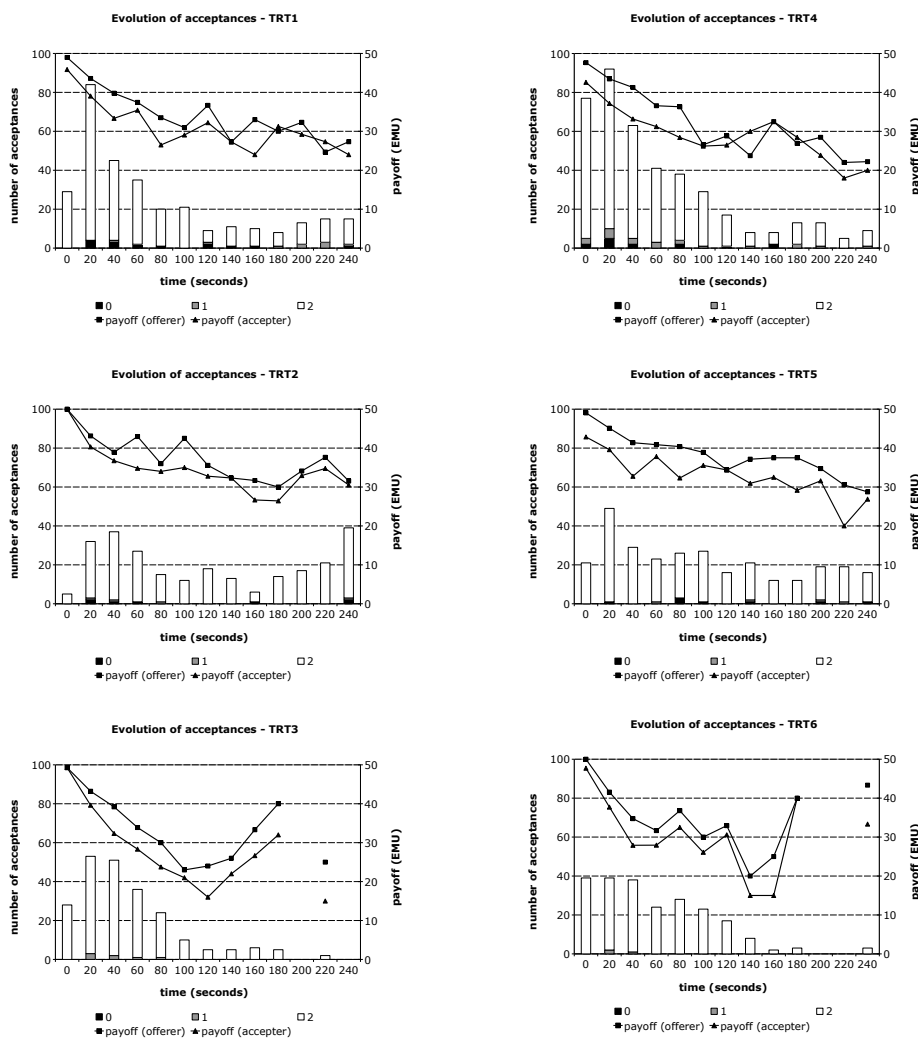 Evolution of acceptances - TRT1
100 50
80 40
60 30
40 20
20 10
0 0
number of acceptances
payoff (EMU)
0 20 40 60 80 100 120 140 160 180 200 220 240
time (seconds)
0 1 2
payoff (offerer) payoff (accepter)
Evolution of acceptances - TRT4
100 50
80 40
60 30
40 20
20 10
0 0
number of acceptances
payoff (EMU)
0 20 40 60 80 100 120 140 160 180 200 220 240
time (seconds)
0 1 2
payoff (offerer) payoff (accepter)
Evolution of acceptances - TRT2
100 50
80 40
60 30
40 20
20 10
0 0
number of acceptances
payoff (EMU)
0 20 40 60 80 100 120 140 160 180 200 220 240
time (seconds)
0 1 2
payoff (offerer) payoff (accepter)
Evolution of acceptances - TRT5
100 50
80 40
60 30
40 20
20 10
0 0
number of acceptances
payoff (EMU)
0 20 40 60 80 100 120 140 160 180 200 220 240
time (seconds)
0 1 2
payoff (offerer) payoff (accepter)
Evolution of acceptances - TRT3
100 50
80 40
60 30
40 20
20 10
0 0
number of acceptances
payoff (EMU)
0 20 40 60 80 100 120 140 160 180 200 220 240
time (seconds)
0 1 2
payoff (offerer) payoff (accepter)
Evolution of acceptances - TRT6
100 50
80 40
60 30
40 20
20 10
0 0
number of acceptances
payoff (EMU)
0 20 40 60 80 100 120 140 160 180 200 220 240
time (seconds)
0 1 2
payoff (offerer) payoff (accepter)